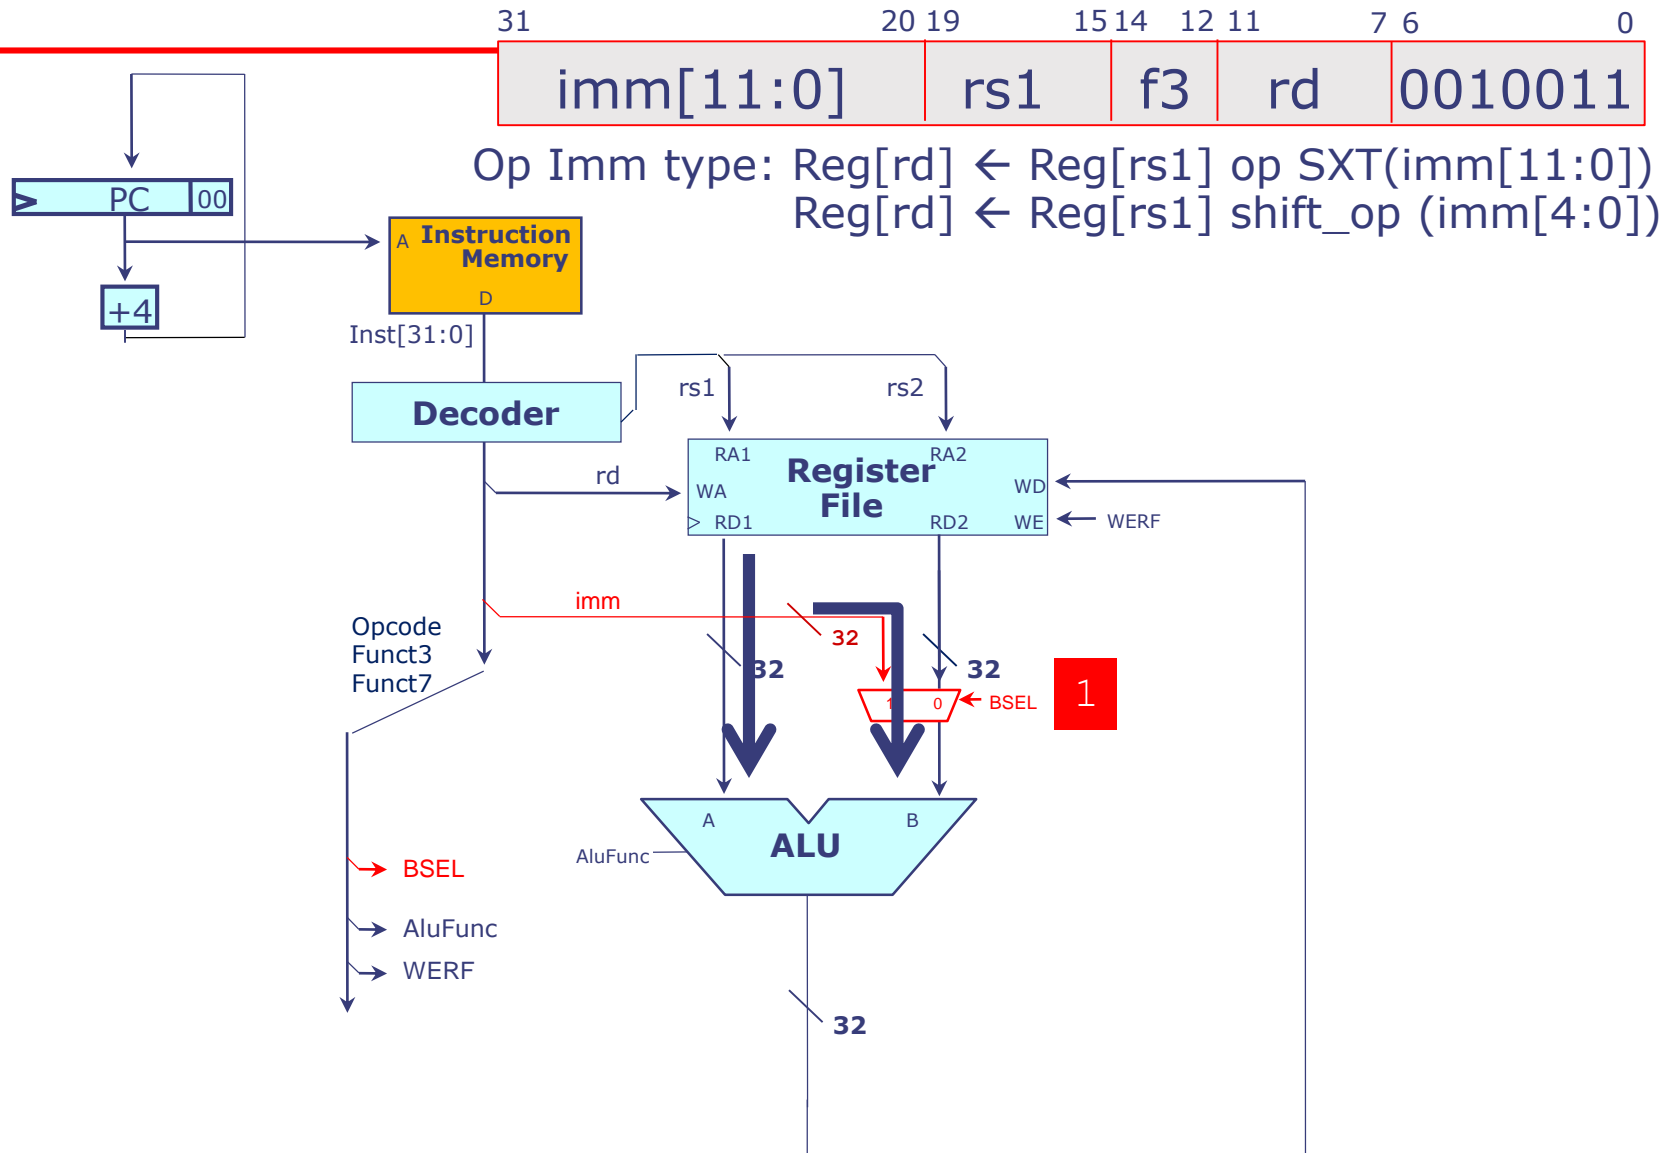 31 20 19 15 14 12 11 7 6 0
imm[11:0] rs1 f3 rd 0010011
Op Imm type: Reg[rd] ← Reg[rs1] op SXT(imm[11:0])
Reg[rd] ← Reg[rs1] shift_op (imm[4:0])
PC 00
+4
A Instruction
Memory
D
Inst[31:0]
Decoder
rs1 rs2
rd
RA1 RA2
Register
File
WA WD
RD1 RD2 WE
WERF
imm
32
32
32
Opcode
Funct3
Funct7
1 0
BSEL
1
A B
ALU
AluFunc
BSEL
AluFunc
WERF
32